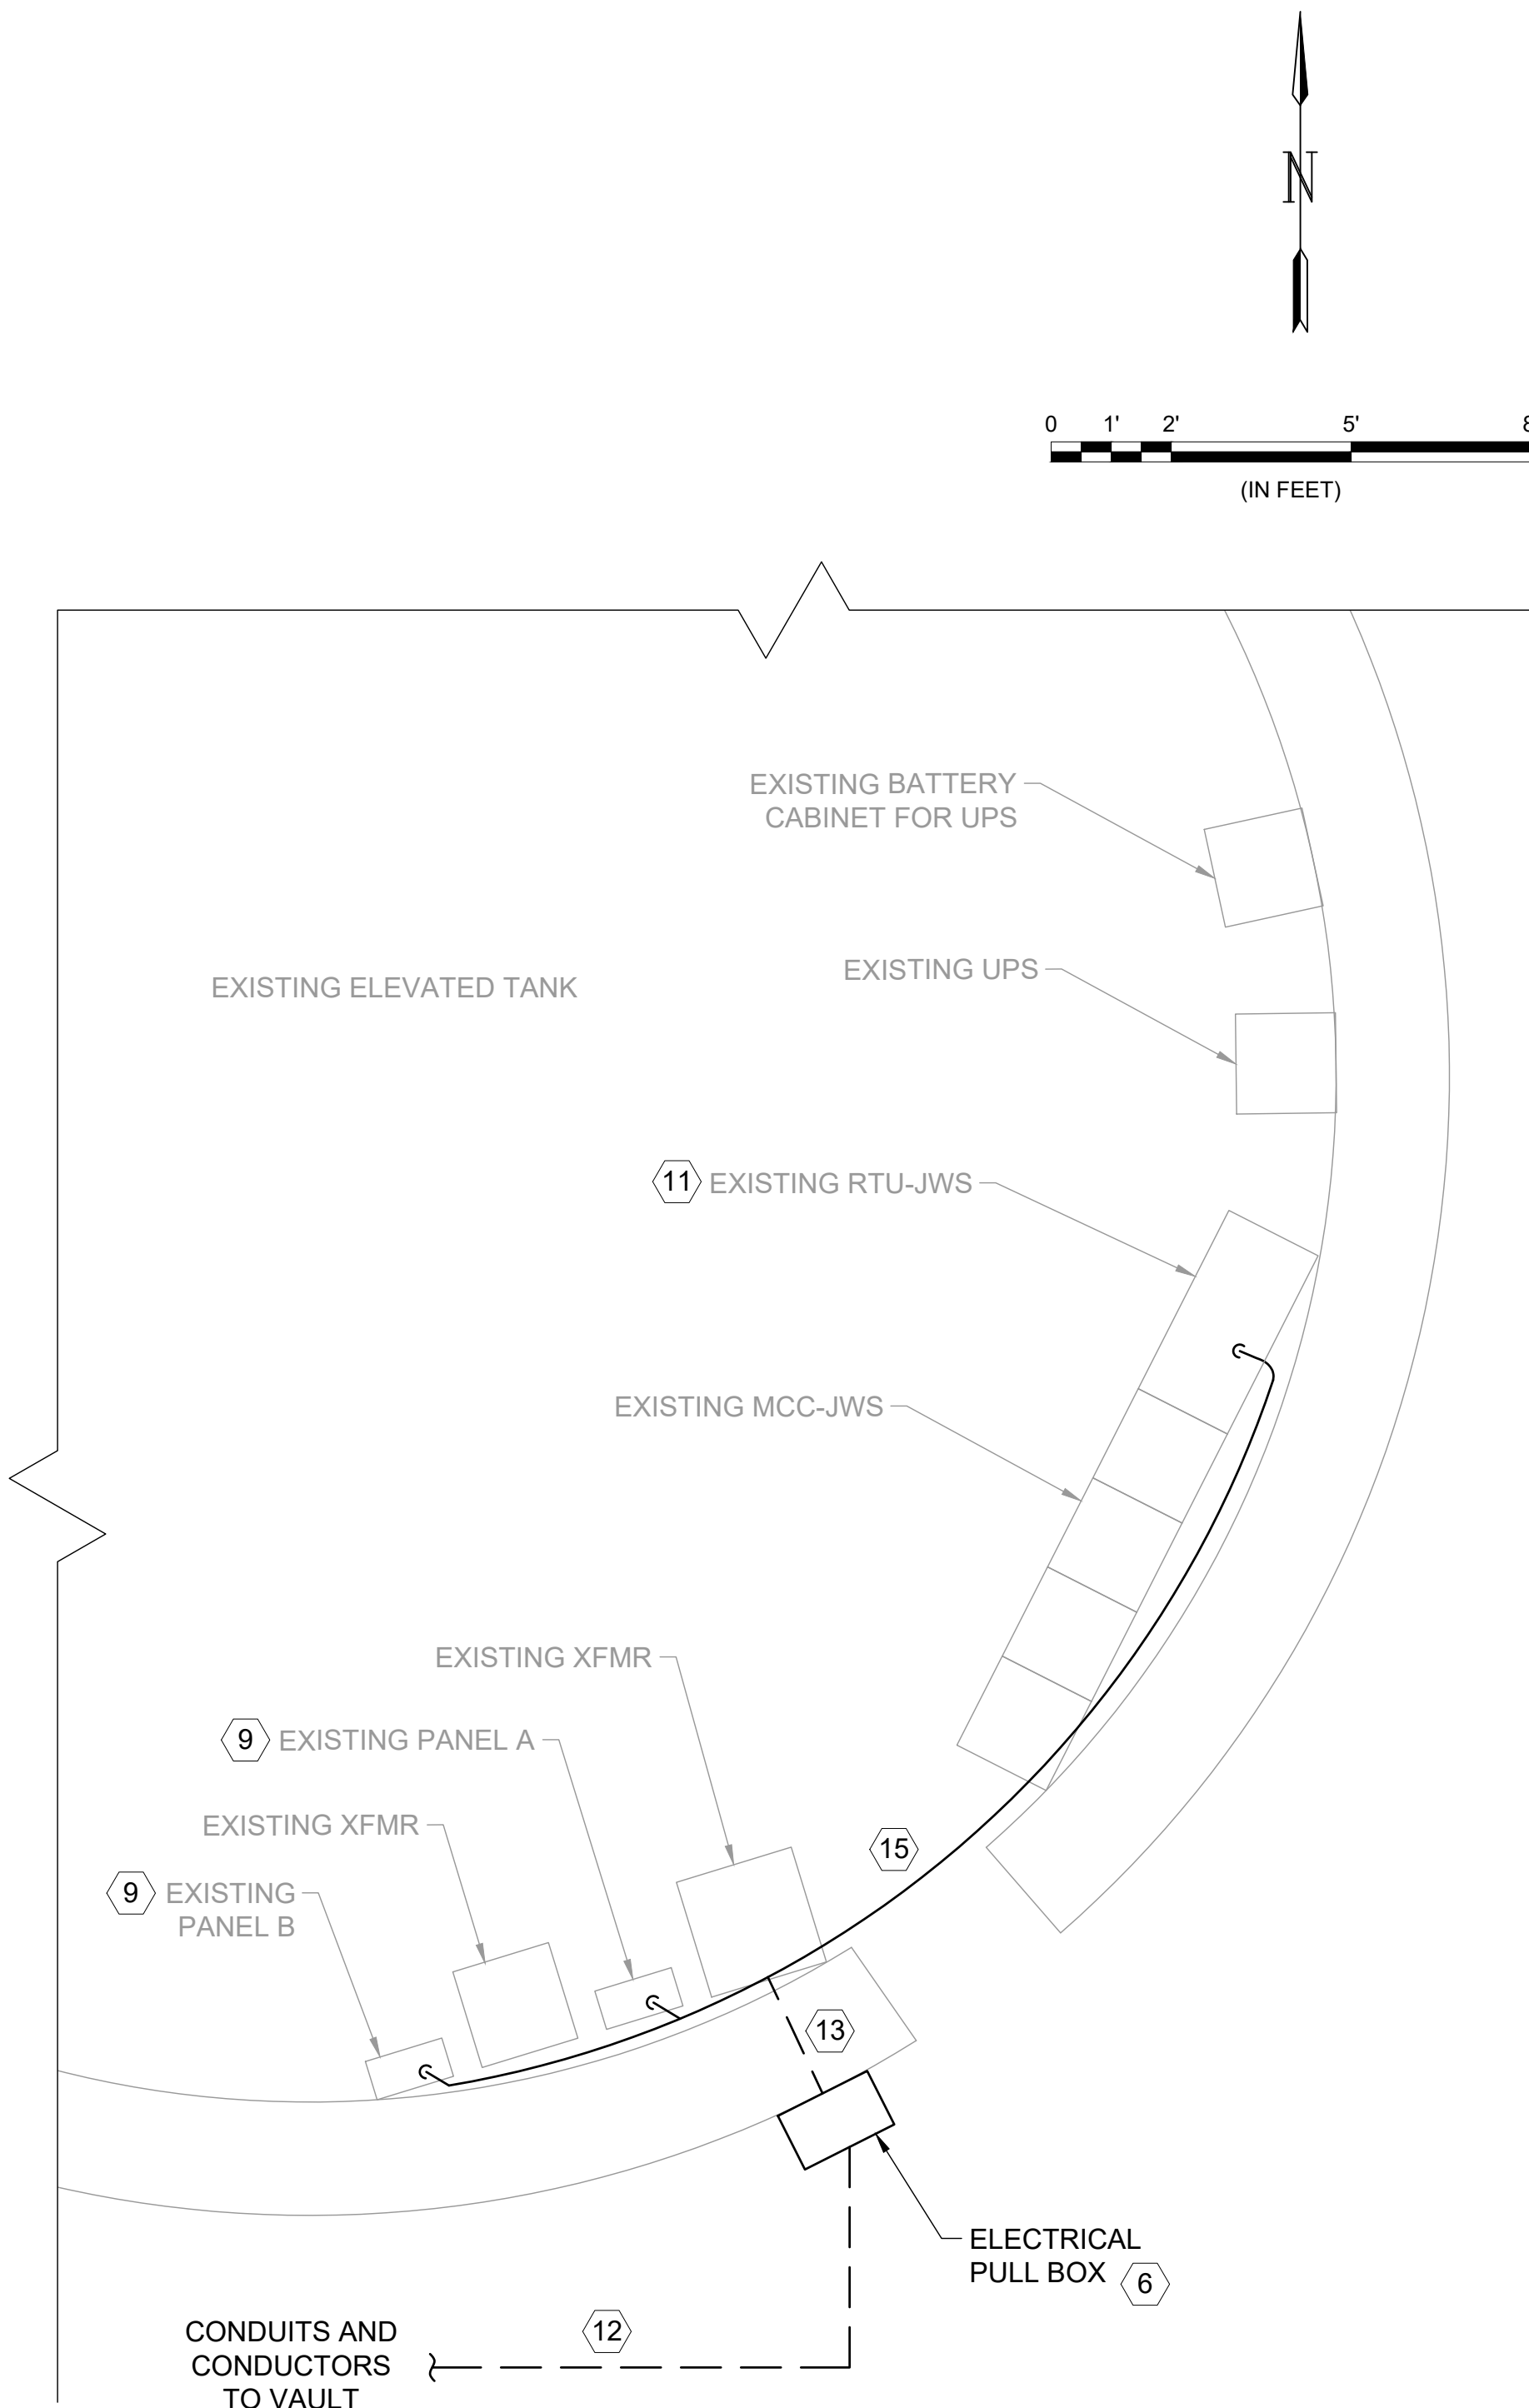 N
0 1' 2' 5' 8
(IN FEET)
EXISTING BATTERY
CABINET FOR UPS
EXISTING UPS
EXISTING ELEVATED TANK
11 EXISTING RTU-JWS
EXISTING MCC-JWS
EXISTING XFMR
9 EXISTING PANEL A
EXISTING XFMR
15
9 EXISTING
PANEL B
13
ELECTRICAL
PULL BOX 6
12
CONDUITS AND
CONDUCTORS
TO VAULT